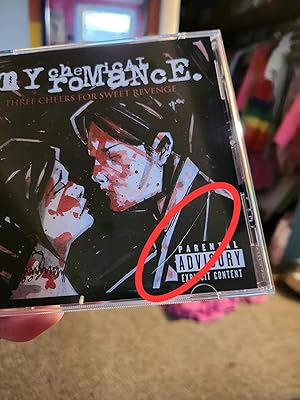 MY CHEMICAL
ROMANCE.
THREE CHEERS FOR SWEET REVENGE
PARENTAL
ADVISORY
EXPLICIT CONTENT